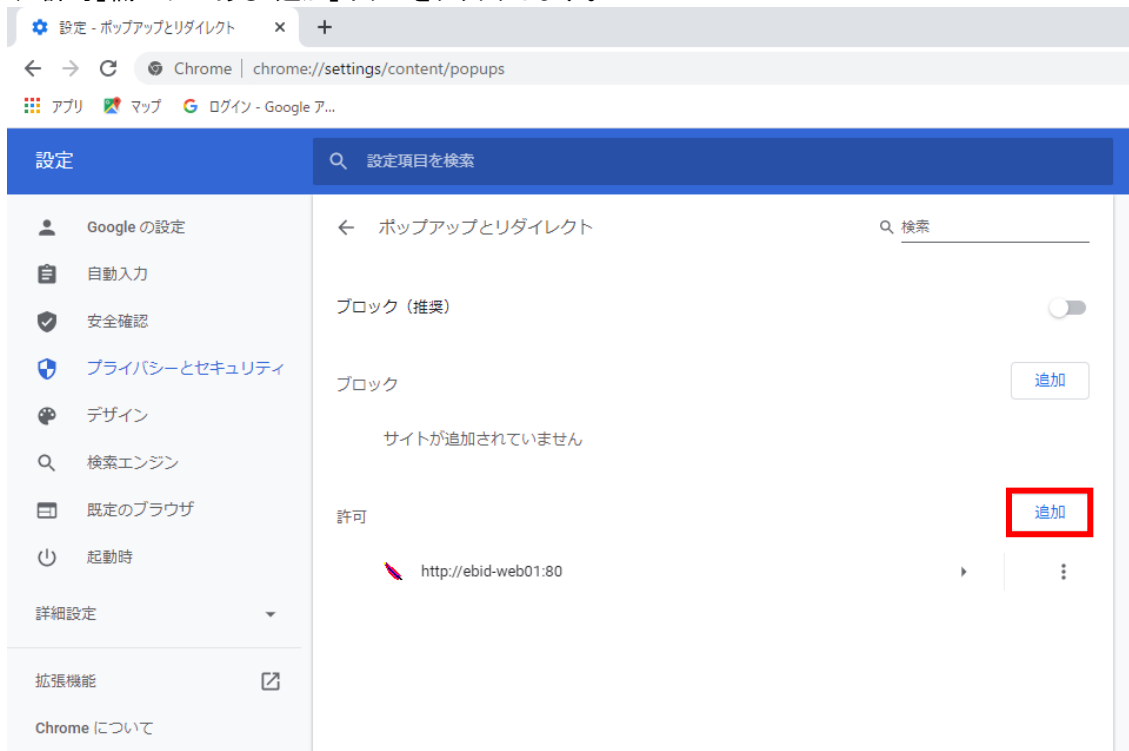 設定 - ポップアップとリダイレクト
Chrome | chrome://settings/content/popups
アプリ マップ ログイン - Google ア...
設定
設定項目を検索
Google の設定
自動入力
安全確認
プライバシーとセキュリティ
デザイン
検索エンジン
既定のブラウザ
起動時
詳細設定
拡張機能
Chrome について
ポップアップとリダイレクト
検索
ブロック（推奨）
ブロック
追加
サイトが追加されていません
許可
追加
http://ebid-web01:80